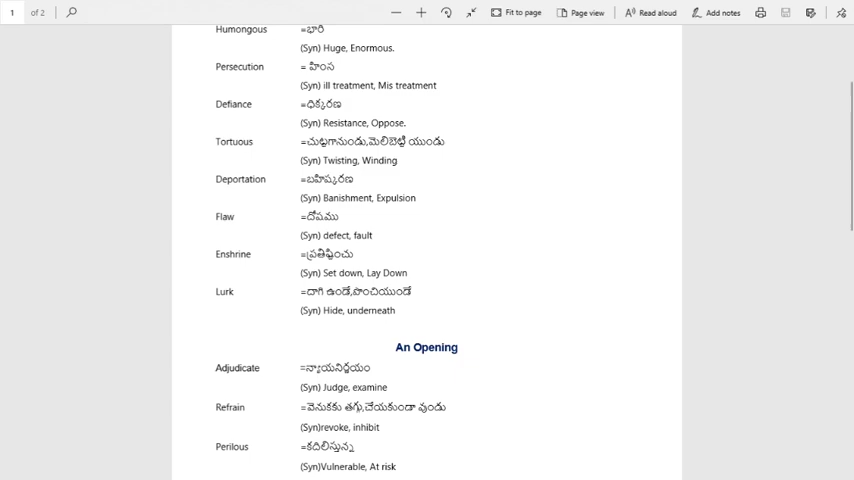 1 of 2 Fit to page Page view Read aloud Add notes
Humongous =భారీ
(Syn) Huge, Enormous.
Persecution = హింస
(Syn) ill treatment, Mis treatment
Defiance =ధిక్కరణ
(Syn) Resistance, Oppose.
Tortuous =చుట్టగానుండు,మెలిబెట్టి యుండు
(Syn) Twisting, Winding
Deportation =బహిష్కరణ
(Syn) Banishment, Expulsion
Flaw =దోషము
(Syn) defect, fault
Enshrine =ప్రతిష్టించు
(Syn) Set down, Lay Down
Lurk =దాగి ఉండే,పొంచియుండే
(Syn) Hide, underneath
An Opening
Adjudicate =న్యాయనిర్ణయం
(Syn) Judge, examine
Refrain =వెనుకకు తగ్గు,చేయకుండా వుండు
(Syn)revoke, inhibit
Perilous =కదిలిస్తున్న
(Syn)Vulnerable, At risk